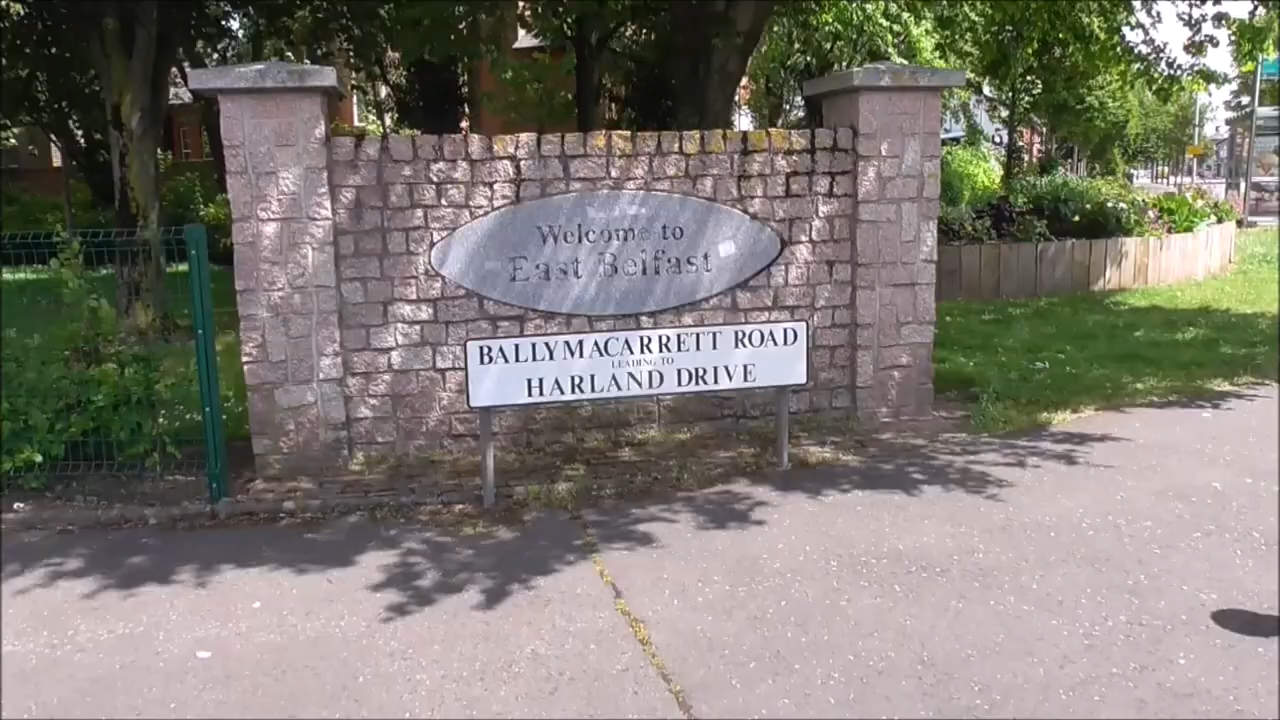 Welcome to
East Belfast
BALLYMACARRETT ROAD
LEADING TO
HARLAND DRIVE